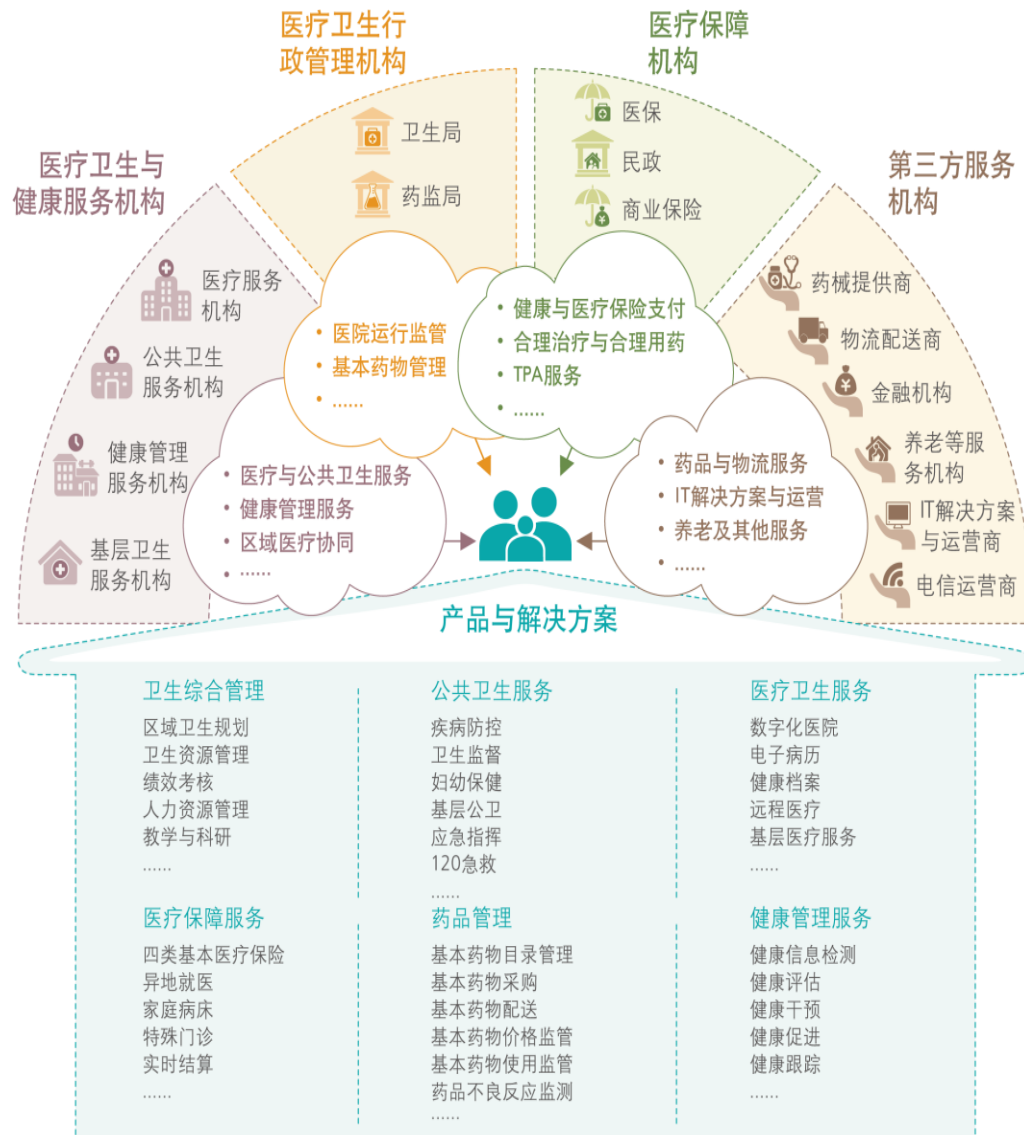 医疗卫生行
政管理机构
医疗保障
机构
医疗卫生与
健康服务机构
第三方服务
机构
卫生局
药监局
医保
民政
商业保险
医疗服务
机构
公共卫生
服务机构
健康管理
服务机构
基层卫生
服务机构
药械提供商
物流配送商
金融机构
养老等服
务机构
IT解决方案
与运营商
电信运营商
• 医院运行监管
• 基本药物管理
• ......
• 健康与医疗保险支付
• 合理治疗与合理用药
• TPA服务
• ......
• 医疗与公共卫生服务
• 健康管理服务
• 区域医疗协同
• ......
• 药品与物流服务
• IT解决方案与运营
• 养老及其他服务
• ......
产品与解决方案
卫生综合管理
区域卫生规划
卫生资源管理
绩效考核
人力资源管理
教学与科研
......
公共卫生服务
疾病防控
卫生监督
妇幼保健
基层公卫
应急指挥
120急救
......
医疗卫生服务
数字化医院
电子病历
健康档案
远程医疗
基层医疗服务
......
医疗保障服务
四类基本医疗保险
异地就医
家庭病床
特殊门诊
实时结算
......
药品管理
基本药物目录管理
基本药物采购
基本药物配送
基本药物价格监管
基本药物使用监管
药品不良反应监测
......
健康管理服务
健康信息检测
健康评估
健康干预
健康促进
健康跟踪
......